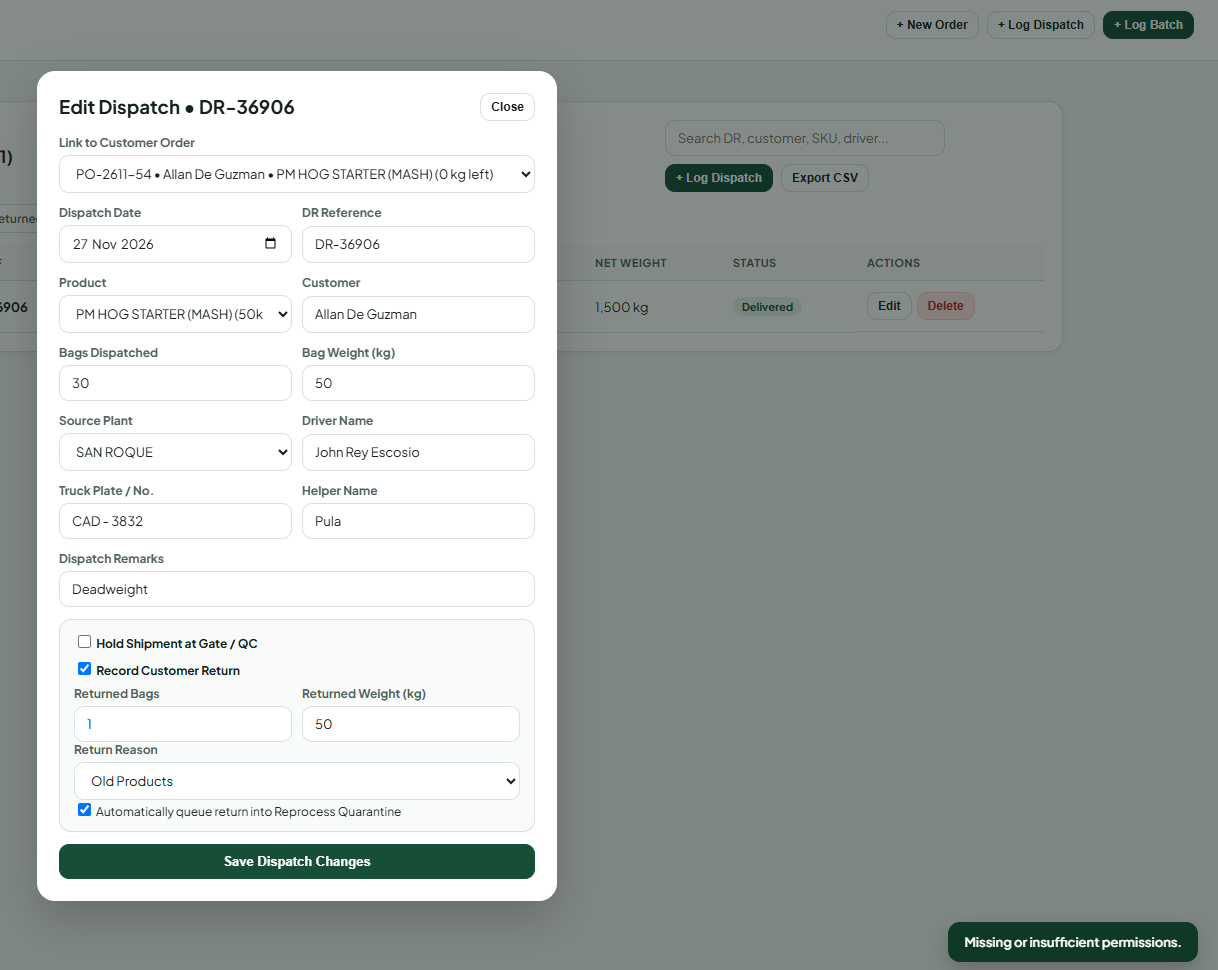 + New Order
+ Log Dispatch
+ Log Batch
Edit Dispatch • DR-36906
Close
Link to Customer Order
PO-2611-54 • Allan De Guzman • PM HOG STARTER (MASH) (0 kg left)
Dispatch Date
DR Reference
27 Nov 2026
DR-36906
Product
Customer
PM HOG STARTER (MASH) (50k
Allan De Guzman
Bags Dispatched
Bag Weight (kg)
30
50
Source Plant
Driver Name
SAN ROQUE
John Rey Escosio
Truck Plate / No.
Helper Name
CAD - 3832
Pula
Dispatch Remarks
Deadweight
Hold Shipment at Gate / QC
Record Customer Return
Returned Bags
Returned Weight (kg)
1
50
Return Reason
Old Products
Automatically queue return into Reprocess Quarantine
Save Dispatch Changes
1)
Search DR, customer, SKU, driver...
+ Log Dispatch
Export CSV
eturned
NET WEIGHT
STATUS
ACTIONS
6906
1,500 kg
Delivered
Edit
Delete
Missing or insufficient permissions.